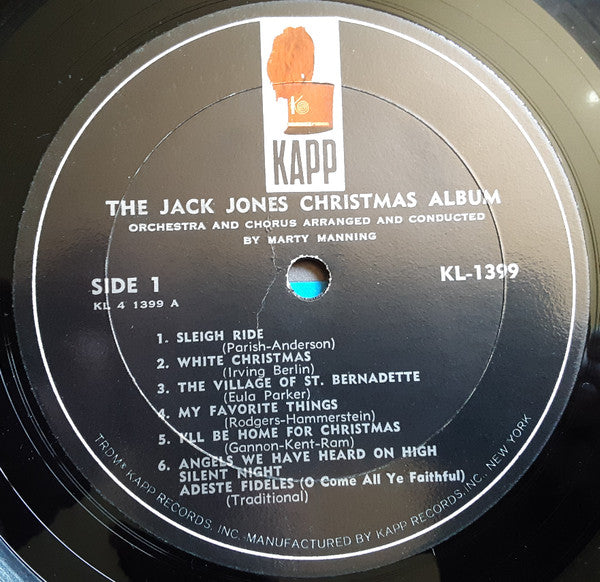 K
KAPP
THE JACK JONES CHRISTMAS ALBUM
ORCHESTRA AND CHORUS ARRANGED AND CONDUCTED
BY MARTY MANNING
SIDE 1
KL 4 1399 A
KL-1399
1. SLEIGH RIDE
(Parish-Anderson)
2. WHITE CHRISTMAS
(Irving Berlin)
3. THE VILLAGE OF ST. BERNADETTE
(Eula Parker)
4. MY FAVORITE THINGS
(Rodgers-Hammerstein)
5. I'LL BE HOME FOR CHRISTMAS
(Gannon-Kent-Ram)
6. ANGELS WE HAVE HEARD ON HIGH
SILENT NIGHT
ADESTE FIDELES (O Come All Ye Faithful)
(Traditional)
TRDM® KAPP RECORDS, INC.-MANUFACTURED BY KAPP RECORDS, INC. NEW YORK